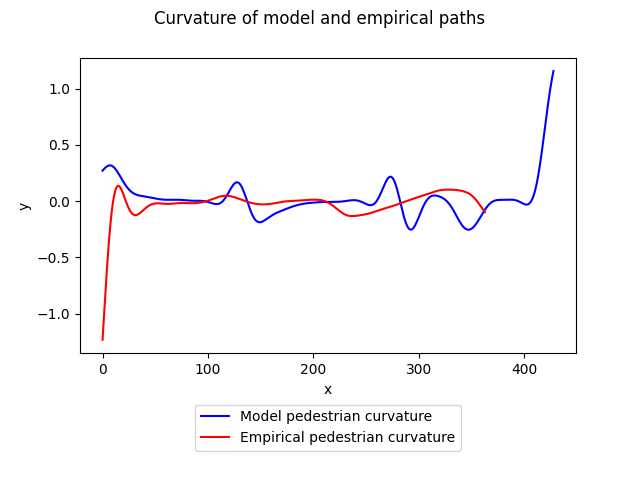 Curvature of model and empirical paths
1.0
0.5
0.0
−0.5
−1.0
y
0 100 200 300 400
x
Model pedestrian curvature
Empirical pedestrian curvature